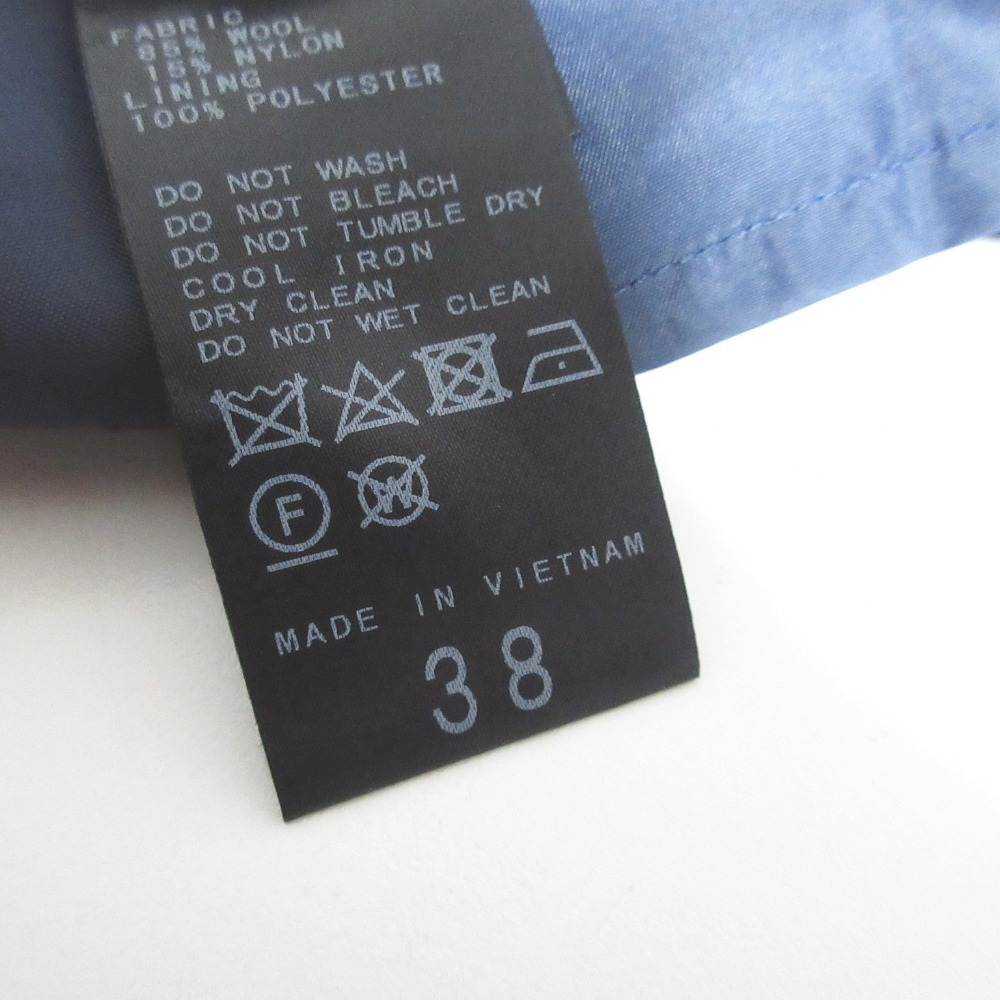 FABRIC
85% WOOL
15% NYLON
LINING
100% POLYESTER
DO NOT WASH
DO NOT BLEACH
DO NOT TUMBLE DRY
COOL IRON
DRY CLEAN
DO NOT WET CLEAN
F W
MADE IN VIETNAM
38